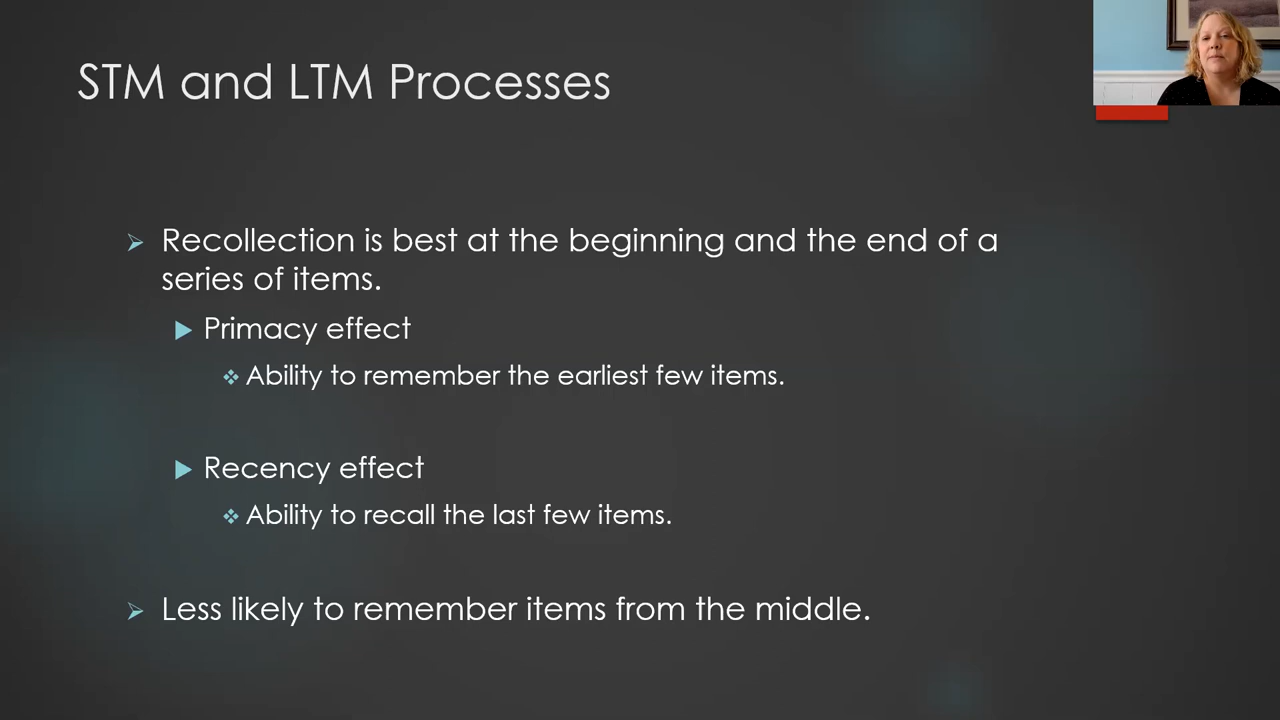 STM and LTM Processes
Recollection is best at the beginning and the end of a
series of items.
Primacy effect
Ability to remember the earliest few items.
Recency effect
Ability to recall the last few items.
Less likely to remember items from the middle.